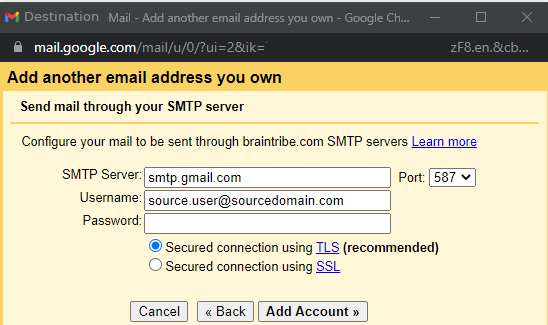 Destination Mail - Add another email address you own - Google Ch...
mail.google.com/mail/u/0/?ui=2&ik= zF8.en.&cb...
Add another email address you own
Send mail through your SMTP server
Configure your mail to be sent through braintribe.com SMTP servers Learn more
SMTP Server: smtp.gmail.com Port: 587
Username: source.user@sourcedomain.com
Password:
Secured connection using TLS (recommended)
Secured connection using SSL
Cancel « Back Add Account »